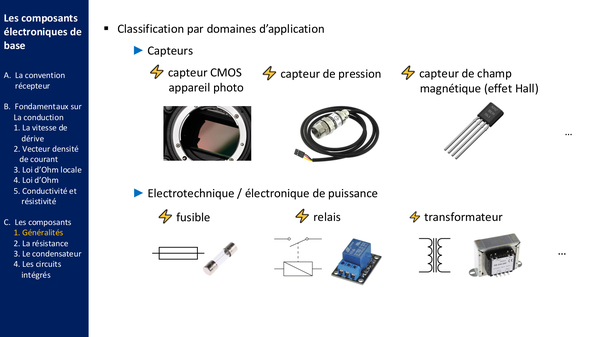 Les composants
électroniques de
base
A. La convention
récepteur
B. Fondamentaux sur
La conduction
1. La vitesse de
dérive
2. Vecteur densité
de courant
3. Loi d'Ohm locale
4. Loi d'Ohm
5. Conductivité et
résistivité
C. Les composants
1. Généralités
2. La résistance
3. Le condensateur
4. Les circuits
intégrés
▪ Classification par domaines d'application
► Capteurs
capteur CMOS
appareil photo
capteur de pression
capteur de champ
magnétique (effet Hall)
...
► Electrotechnique / électronique de puissance
fusible
relais
transformateur
...